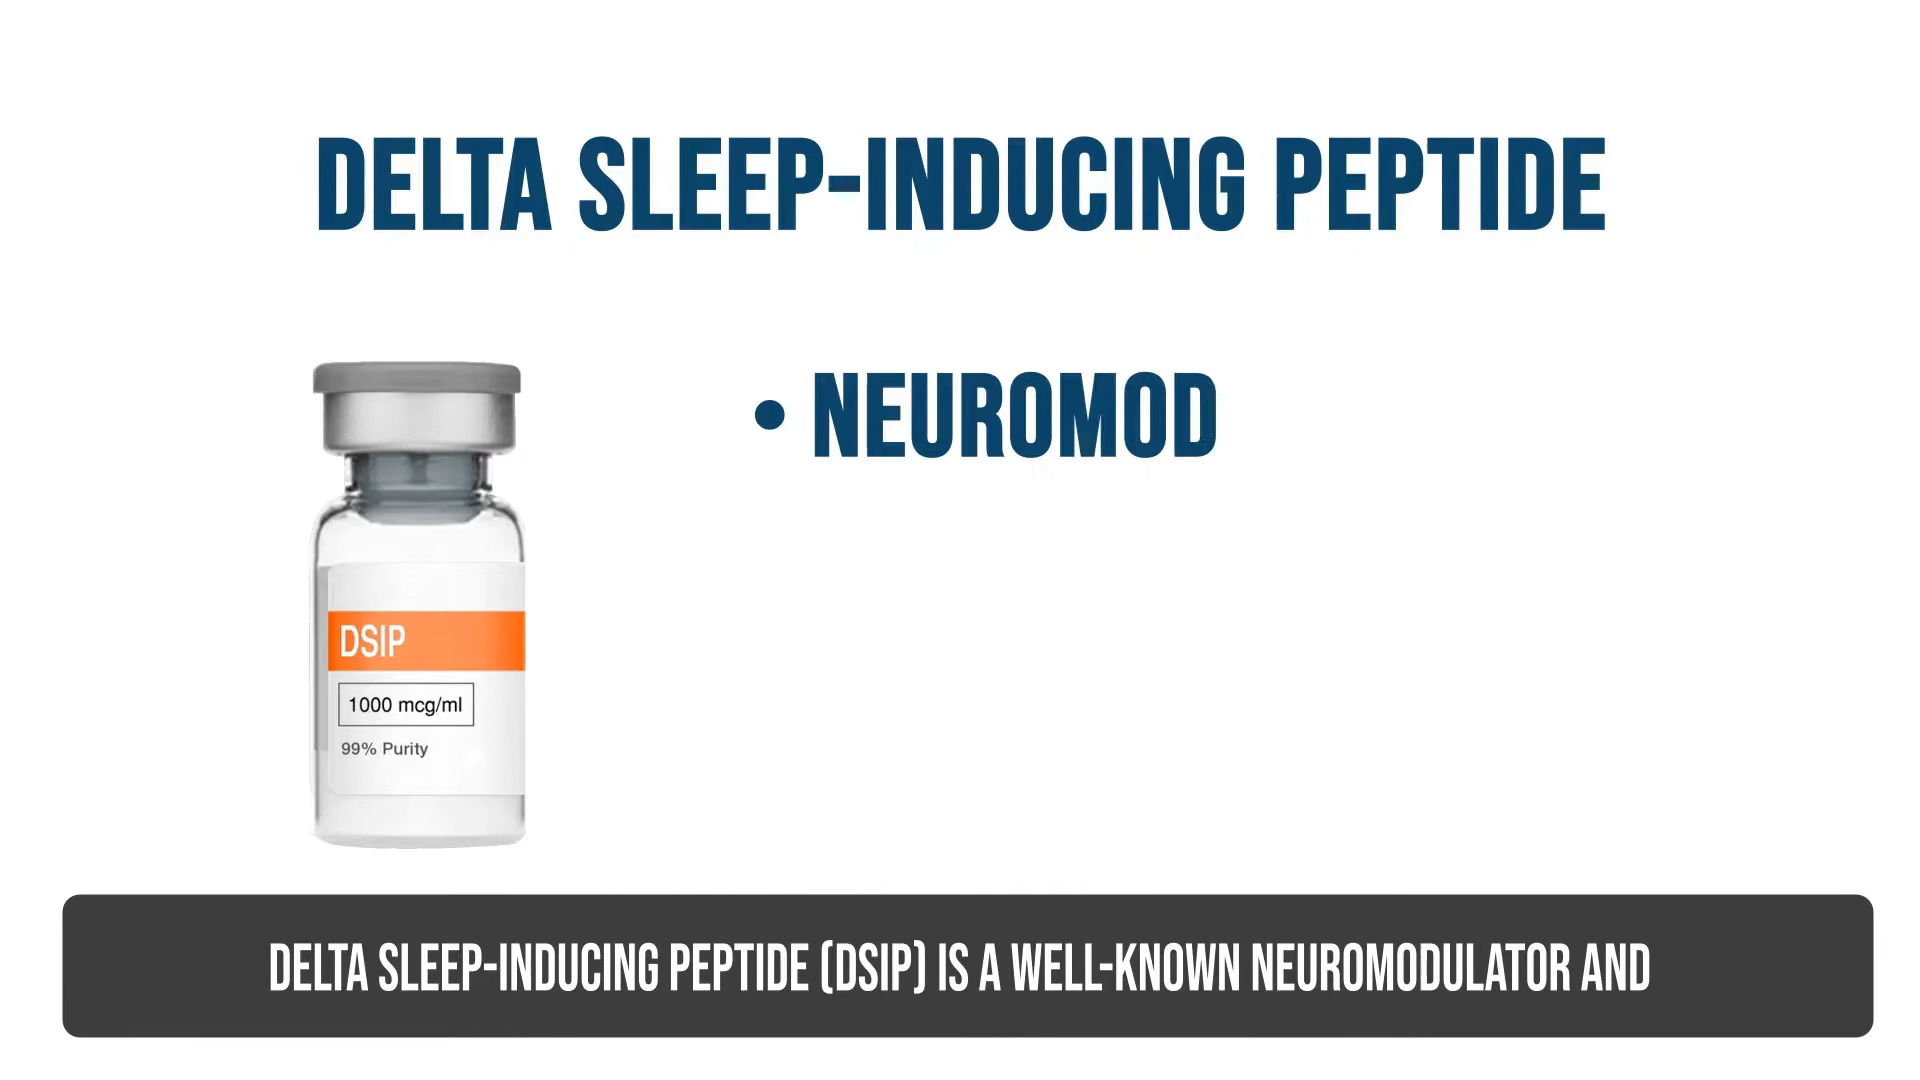 DELTA SLEEP-INDUCING PEPTIDE
• NEUROMOD
DSIP
1000 mcg/ml
99% Purity
DELTA SLEEP-INDUCING PEPTIDE (DSIP) IS A WELL-KNOWN NEUROMODULATOR AND